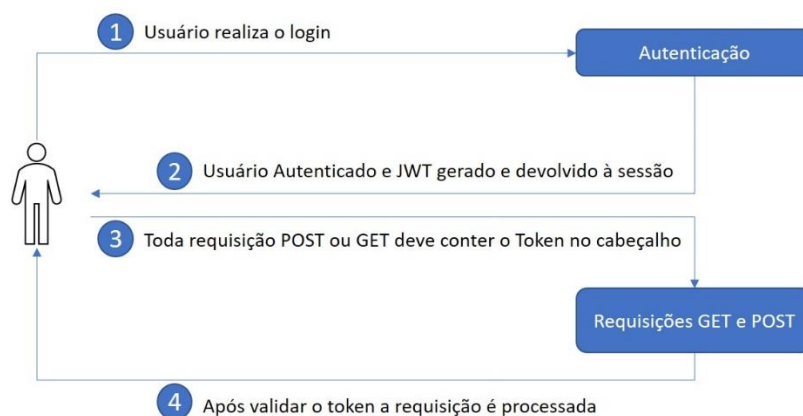 1 Usuário realiza o login
Autenticação
2 Usuário Autenticado e JWT gerado e devolvido à sessão
3 Toda requisição POST ou GET deve conter o Token no cabeçalho
Requisições GET e POST
4 Após validar o token a requisição é processada